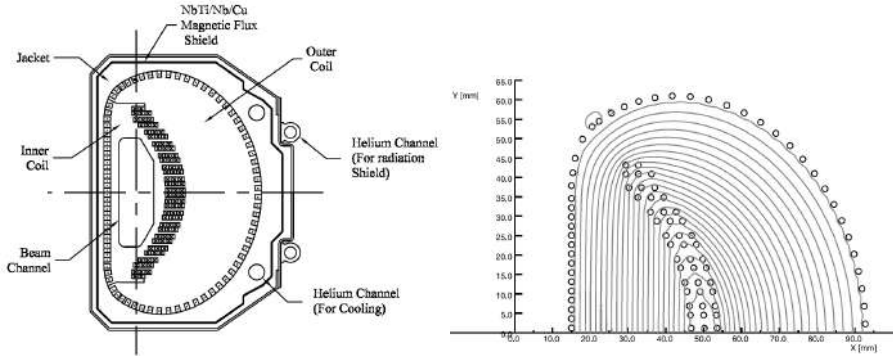 NbTi/Nb/Cu
Magnetic Flux
Shield
Jacket
Outer
Coil
Inner
Coil
Helium Channel
(For radiation
Shield)
Beam
Channel
Helium Channel
(For Cooling)
Y [mm]
65.0
60.0
55.0
50.0
45.0
40.0
35.0
30.0
25.0
20.0
15.0
10.0
5.0
0.0
0.0 10.0 20.0 30.0 40.0 50.0 60.0 70.0 80.0 90.0
X [mm]